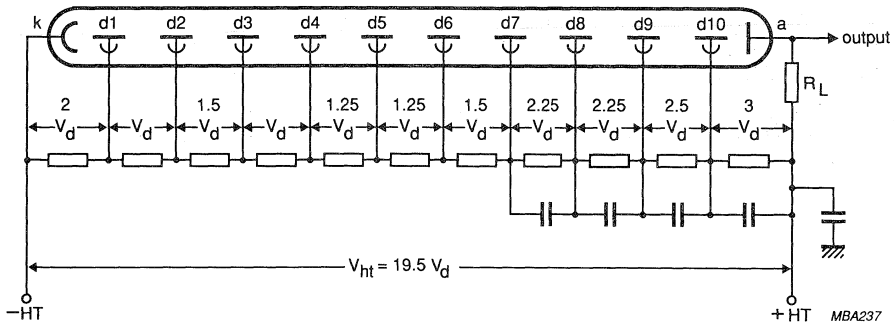 k d1 d2 d3 d4 d5 d6 d7 d8 d9 d10 a output
R_L
2 1.5 1.25 1.25 1.5 2.25 2.25 2.5 3
V_d V_d V_d V_d V_d V_d V_d V_d V_d V_d V_d
V_ht = 19.5 V_d
−HT +HT MBA237